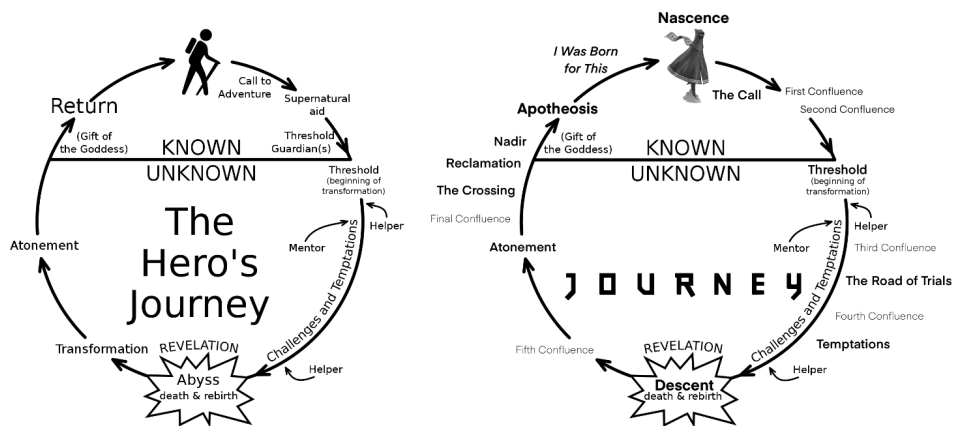 Call to
Adventure
Supernatural
aid
Threshold
Guardian(s)
Return
(Gift of
the Goddess)
KNOWN
UNKNOWN
Threshold
(beginning of
transformation)
Helper
Mentor
The
Hero's
Journey
Challenges and Temptations
Atonement
Transformation
REVELATION
Abyss
death & rebirth
Helper
Nascence
I Was Born
for This
The Call
First Confluence
Second Confluence
Apotheosis
Nadir
(Gift of
the Goddess)
KNOWN
Reclamation
UNKNOWN
Threshold
(beginning of
transformation)
The Crossing
Final Confluence
Helper
Mentor
Atonement
Third Confluence
JOURNEY
Challenges and Temptations
The Road of Trials
Fourth Confluence
Temptations
Fifth Confluence
REVELATION
Descent
death & rebirth
Helper